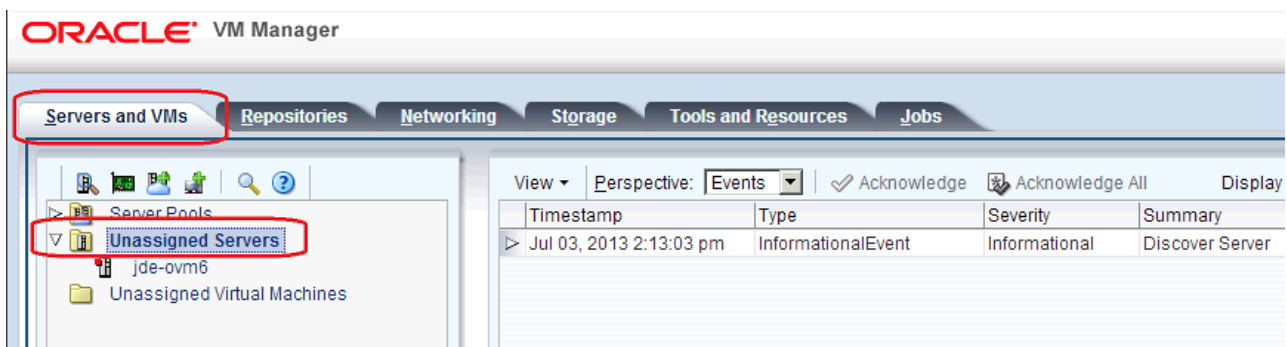 ORACLE VM Manager
Servers and VMs Repositories Networking Storage Tools and Resources Jobs
View Perspective: Events Acknowledge Acknowledge All Display
Server Pools
Unassigned Servers
jde-ovm6
Unassigned Virtual Machines
Timestamp Type Severity Summary
Jul 03, 2013 2:13:03 pm InformationalEvent Informational Discover Server